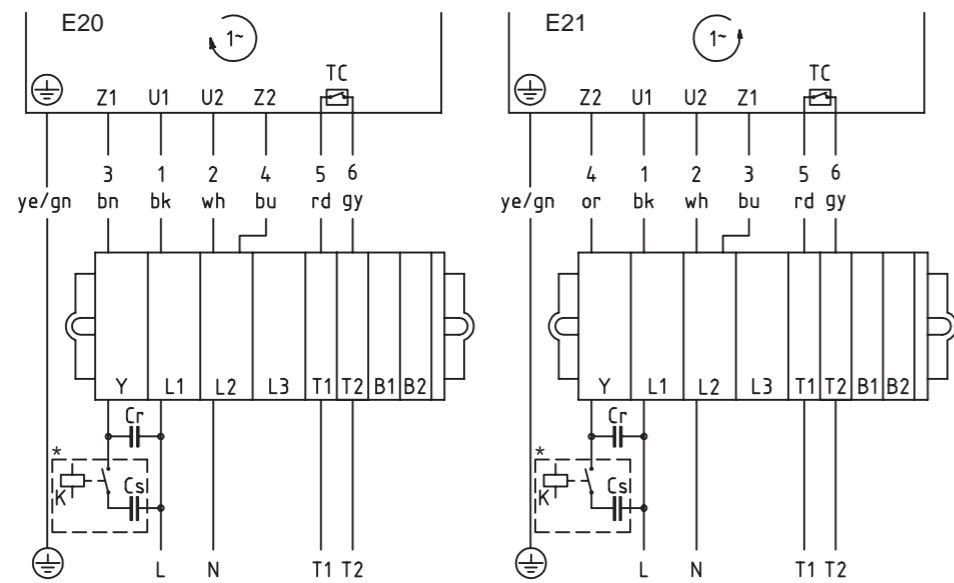 E20 1~ E21 1~
TC TC
Z1 U1 U2 Z2 Z2 U1 U2 Z1
3 1 2 4 5 6 4 1 2 3 5 6
ye/gn bn bk wh bu rd gy ye/gn or bk wh bu rd gy
Y L1 L2 L3 T1 T2 B1 B2 Y L1 L2 L3 T1 T2 B1 B2
Cr Cr
* *
K Cs K Cs
L N T1 T2 L N T1 T2